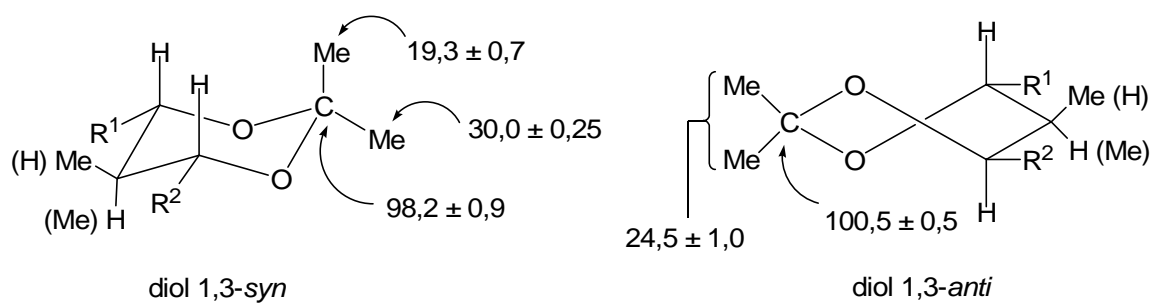 Me
19,3 ± 0,7
H
H
C
R¹
O
Me
30,0 ± 0,25
(H) Me
O
R²
(Me) H
98,2 ± 0,9
diol 1,3-syn
H
Me
O
R¹
Me (H)
C
Me
O
R²
H (Me)
H
100,5 ± 0,5
24,5 ± 1,0
diol 1,3-anti